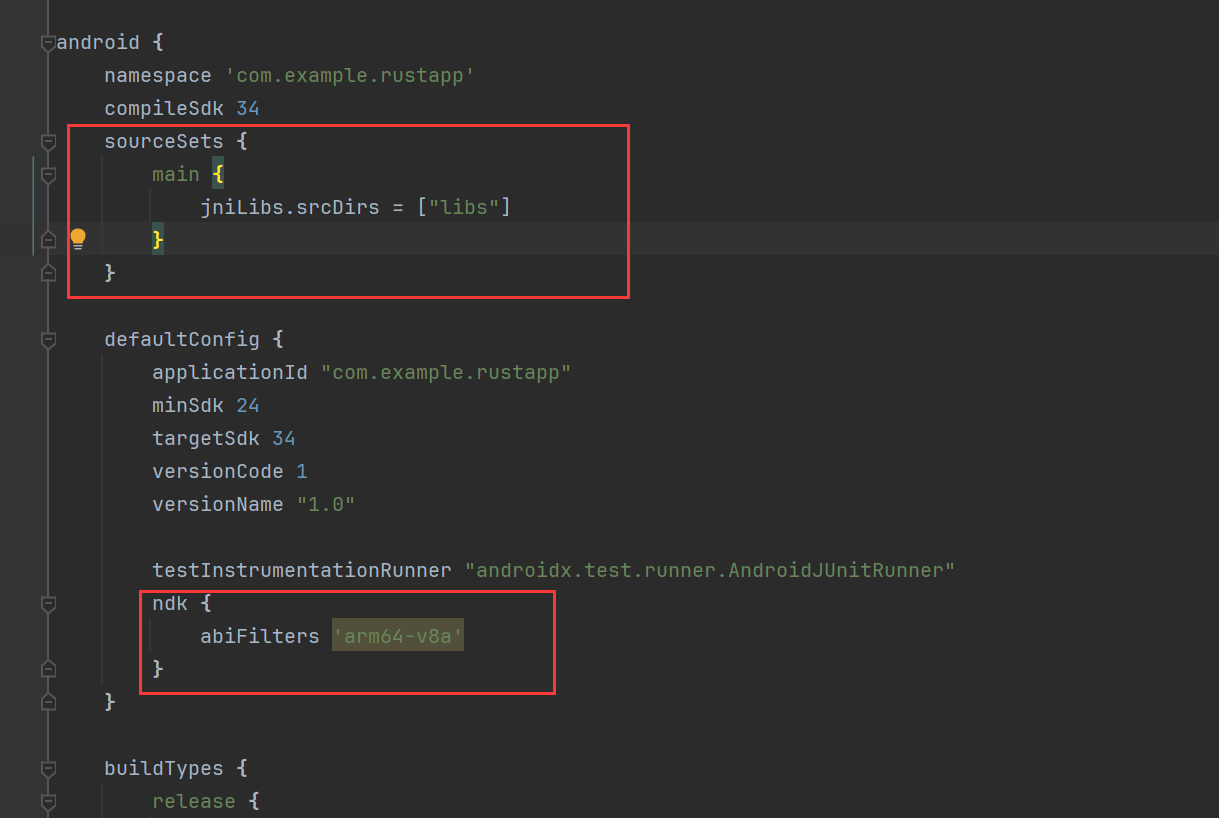 android {
    namespace 'com.example.rustapp'
    compileSdk 34
    sourceSets {
        main {
            jniLibs.srcDirs = ["libs"]
        }
    }
    defaultConfig {
        applicationId "com.example.rustapp"
        minSdk 24
        targetSdk 34
        versionCode 1
        versionName "1.0"
        testInstrumentationRunner "androidx.test.runner.AndroidJUnitRunner"
        ndk {
            abiFilters 'arm64-v8a'
        }
    }
    buildTypes {
        release {